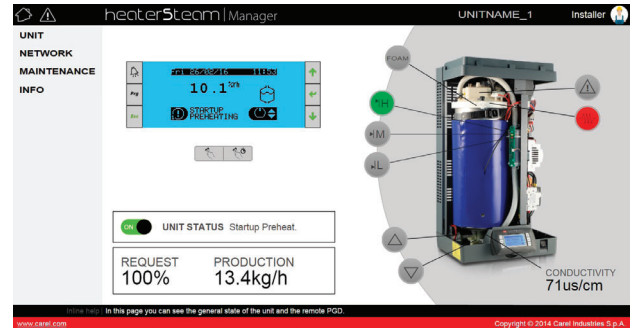 heaterSteam | Manager
UNITNAME_1
Installer
UNIT
NETWORK
MAINTENANCE
INFO
Fri 26/02/16 11:53
10.1
STARTUP
PREHEATING
Prg
Esc
FOAM
H
M
L
ON UNIT STATUS Startup Preheat.
REQUEST PRODUCTION
100% 13.4kg/h
CONDUCTIVITY
71us/cm
Inline help | In this page you can see the general state of the unit and the remote PGD.
www.carel.com
Copyright © 2014 Carel Industries S.p.A.